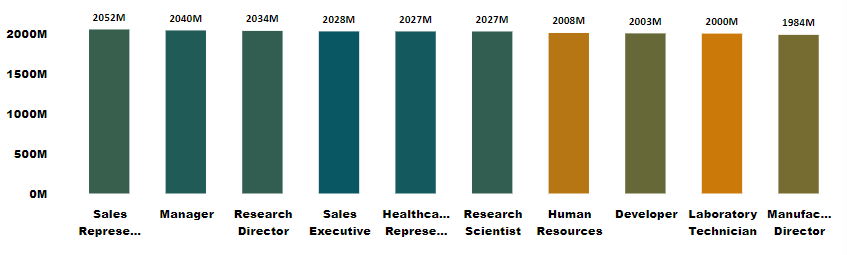 2052M 2040M 2034M 2028M 2027M 2027M 2008M 2003M 2000M 1984M
2000M
1500M
1000M
500M
0M
Sales Manager Research Sales Healthca... Research Human Developer Laboratory Manufac...
Represe... Director Executive Represe... Scientist Resources Technician Director